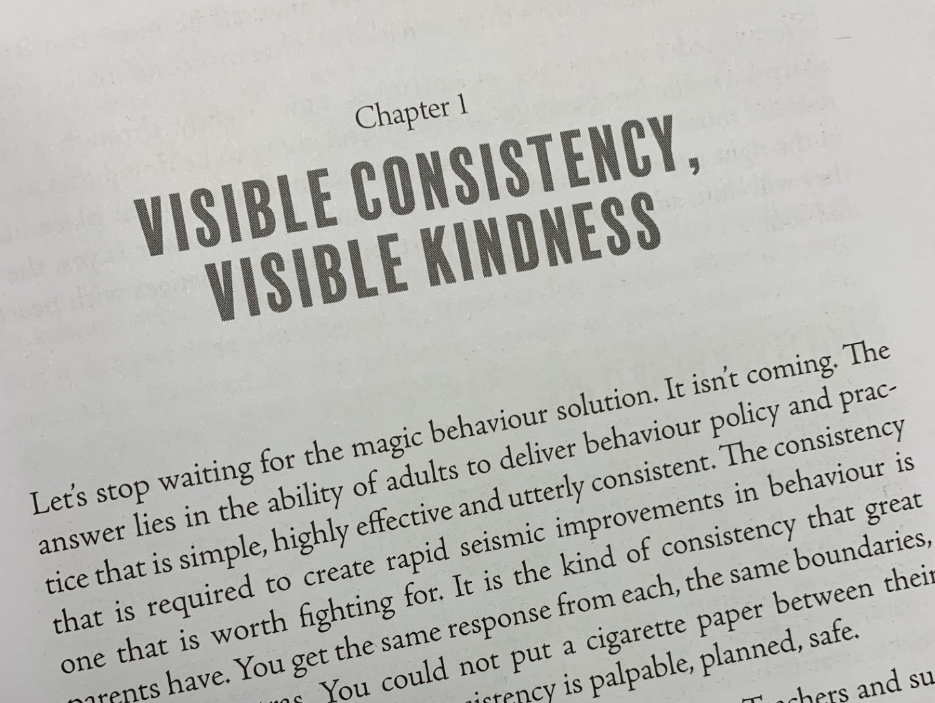 Chapter 1
VISIBLE CONSISTENCY,
VISIBLE KINDNESS
Let's stop waiting for the magic behaviour solution. It isn't coming. The
answer lies in the ability of adults to deliver behaviour policy and prac-
tice that is simple, highly effective and utterly consistent. The consistency
that is required to create rapid seismic improvements in behaviour is
one that is worth fighting for. It is the kind of consistency that great
parents have. You get the same response from each, the same boundaries,
You could not put a cigarette paper between their
is palpable, planned, safe.
and